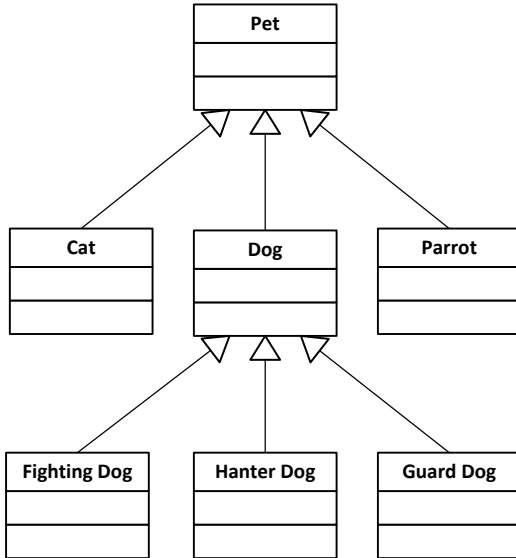 Pet
Cat
Dog
Parrot
Fighting Dog
Hanter Dog
Guard Dog